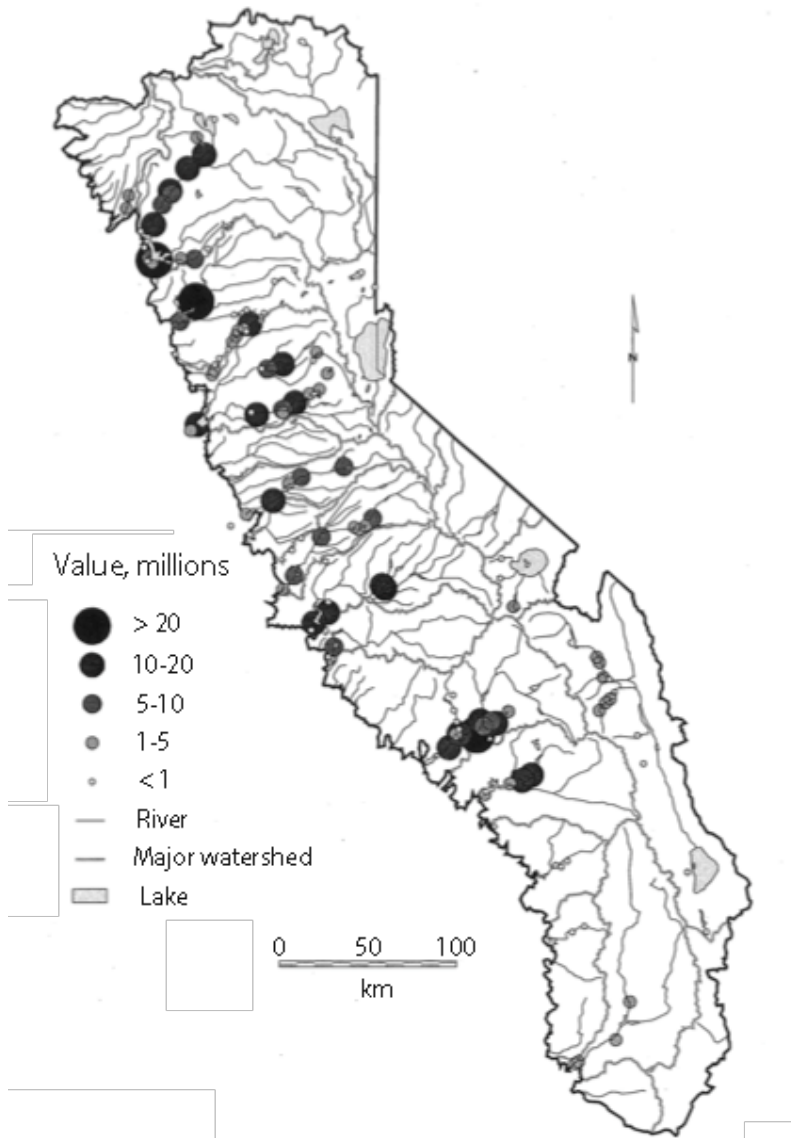 N
Value, millions
> 20
10-20
5-10
1-5
< 1
River
Major watershed
Lake
0 50 100
km